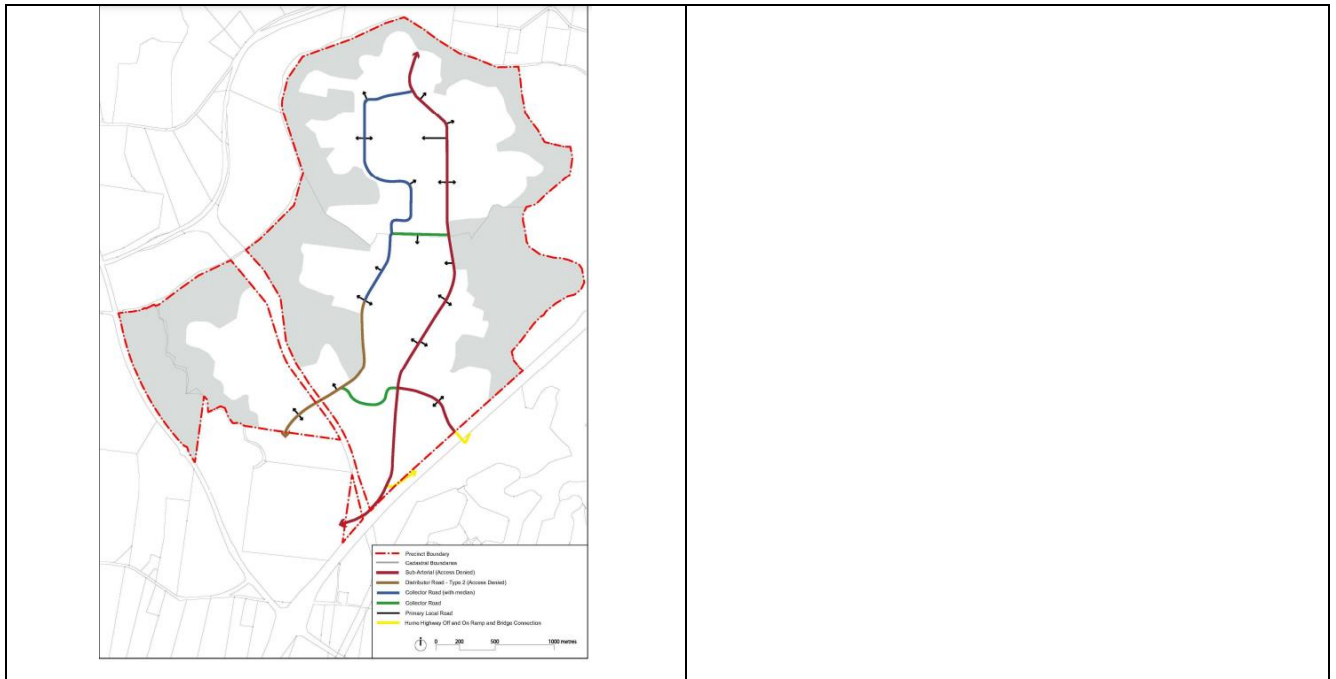 Precinct Boundary
Cadastral Boundaries
Sub-Arterial (Access Denied)
Distributor Road - Type 2 (Access Denied)
Collector Road (with median)
Collector Road
Primary Local Road
Hume Highway Off and On Ramp and Bridge Connection
0 200 500 1000 metres